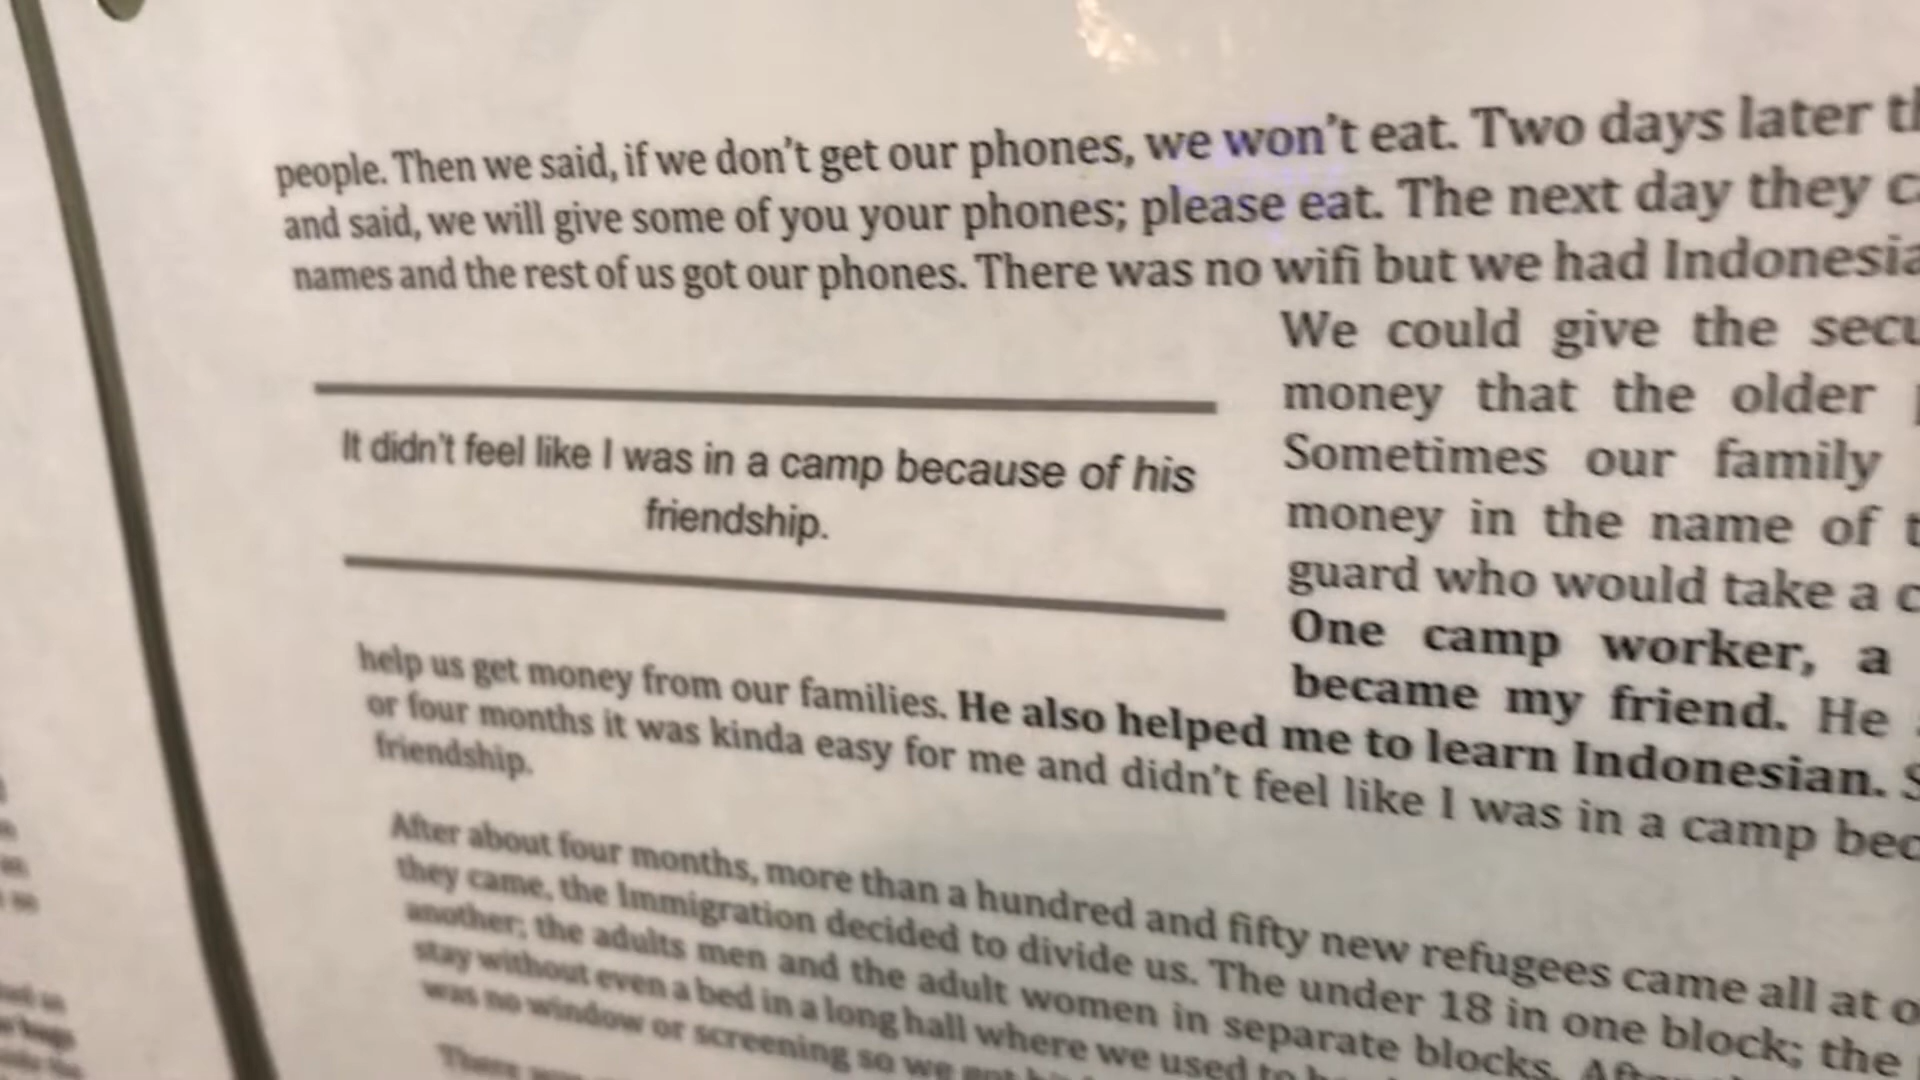 people. Then we said, if we don't get our phones, we won't eat. Two days later
and said, we will give some of you your phones; please eat. The next day they
names and the rest of us got our phones. There was no wifi but we had
We could give the
money that the older
Sometimes our family
money in the name of
guard who would take a
One camp worker, a
became my friend. He
It didn't feel like I was in a camp because of his
friendship.
help us get money from our families. He also helped me to learn Indonesian.
or four months it was kinda easy for me and didn't feel like I was in a camp
friendship.
After about four months, more than a hundred and fifty new refugees came all at
they came, the Immigration decided to divide us. The under 18 in one block; the
another; the adults men and the adult women in separate blocks.
stay without even a bed in a long hall where we used to
was no window or screening so we got
There